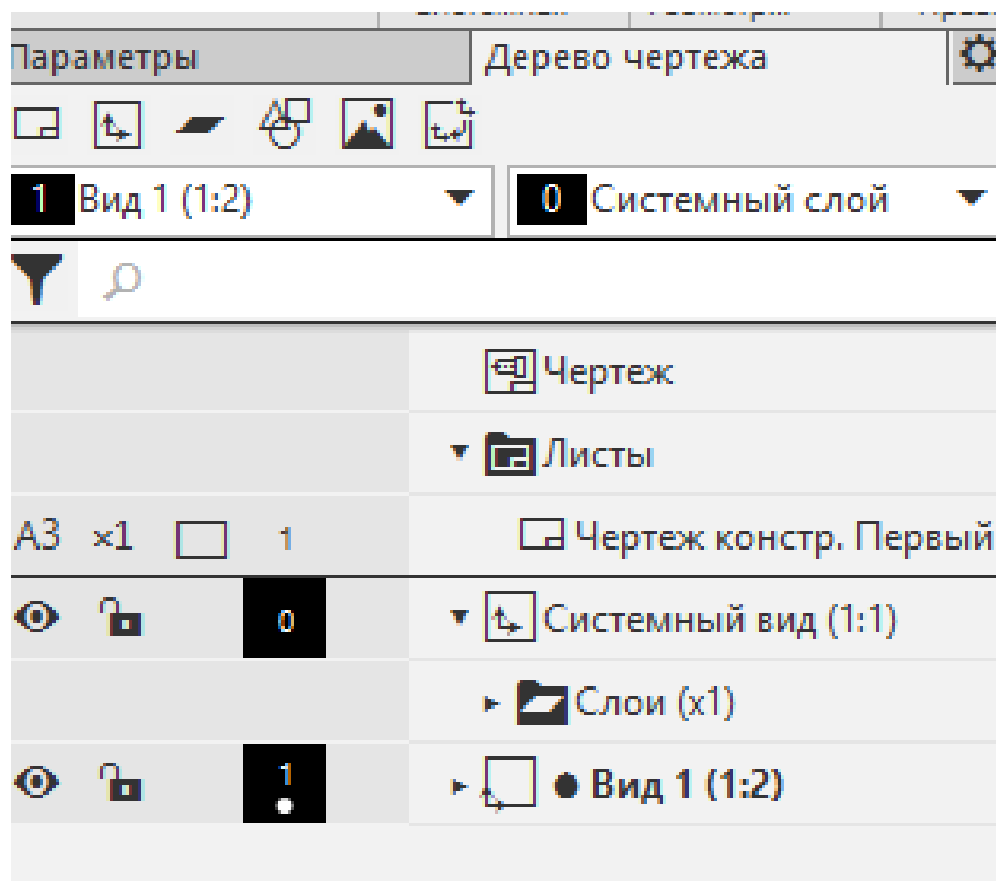 Параметры Дерево чертежа
1 Вид 1 (1:2) 0 Системный слой
Чертеж
Листы
А3 ×1 1 Чертеж констр. Первый
0 Системный вид (1:1)
Слои (x1)
1 Вид 1 (1:2)